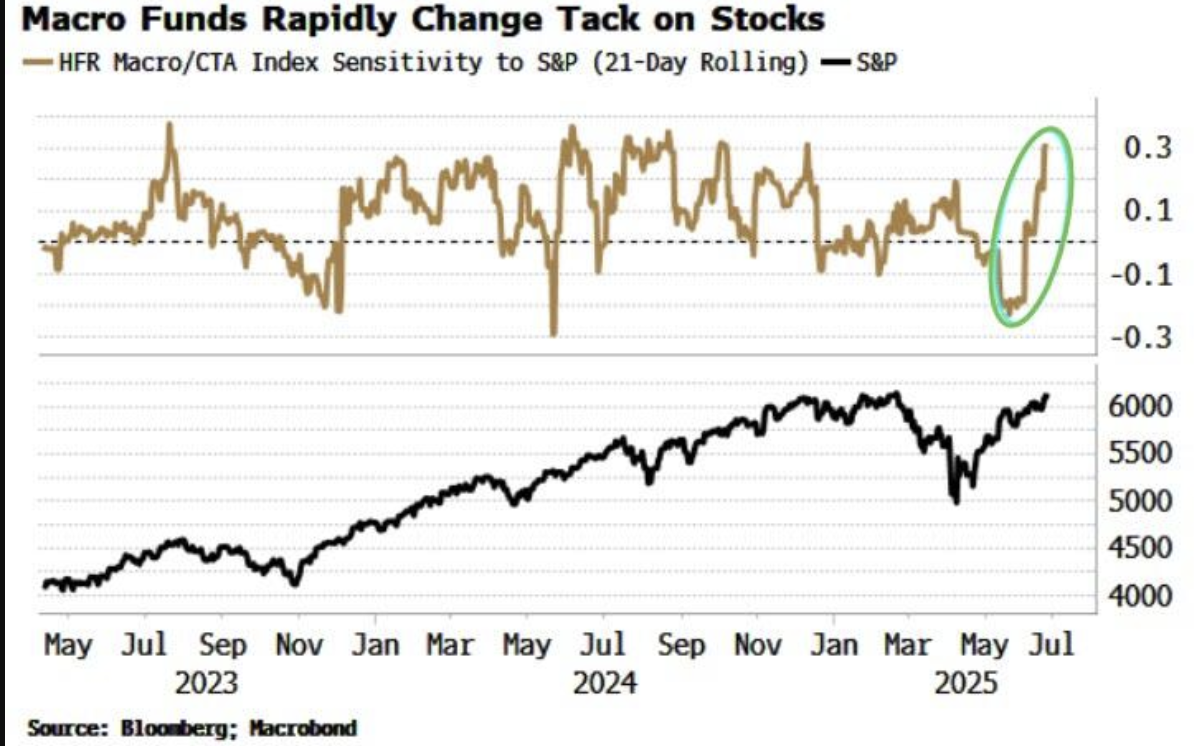 Macro Funds Rapidly Change Tack on Stocks
HFR Macro/CTA Index Sensitivity to S&P (21-Day Rolling) S&P
0.3
0.1
-0.1
-0.3
6000
5500
5000
4500
4000
May Jul Sep Nov Jan Mar May Jul Sep Nov Jan Mar May Jul
2023 2024 2025
Source: Bloomberg; Macrobond